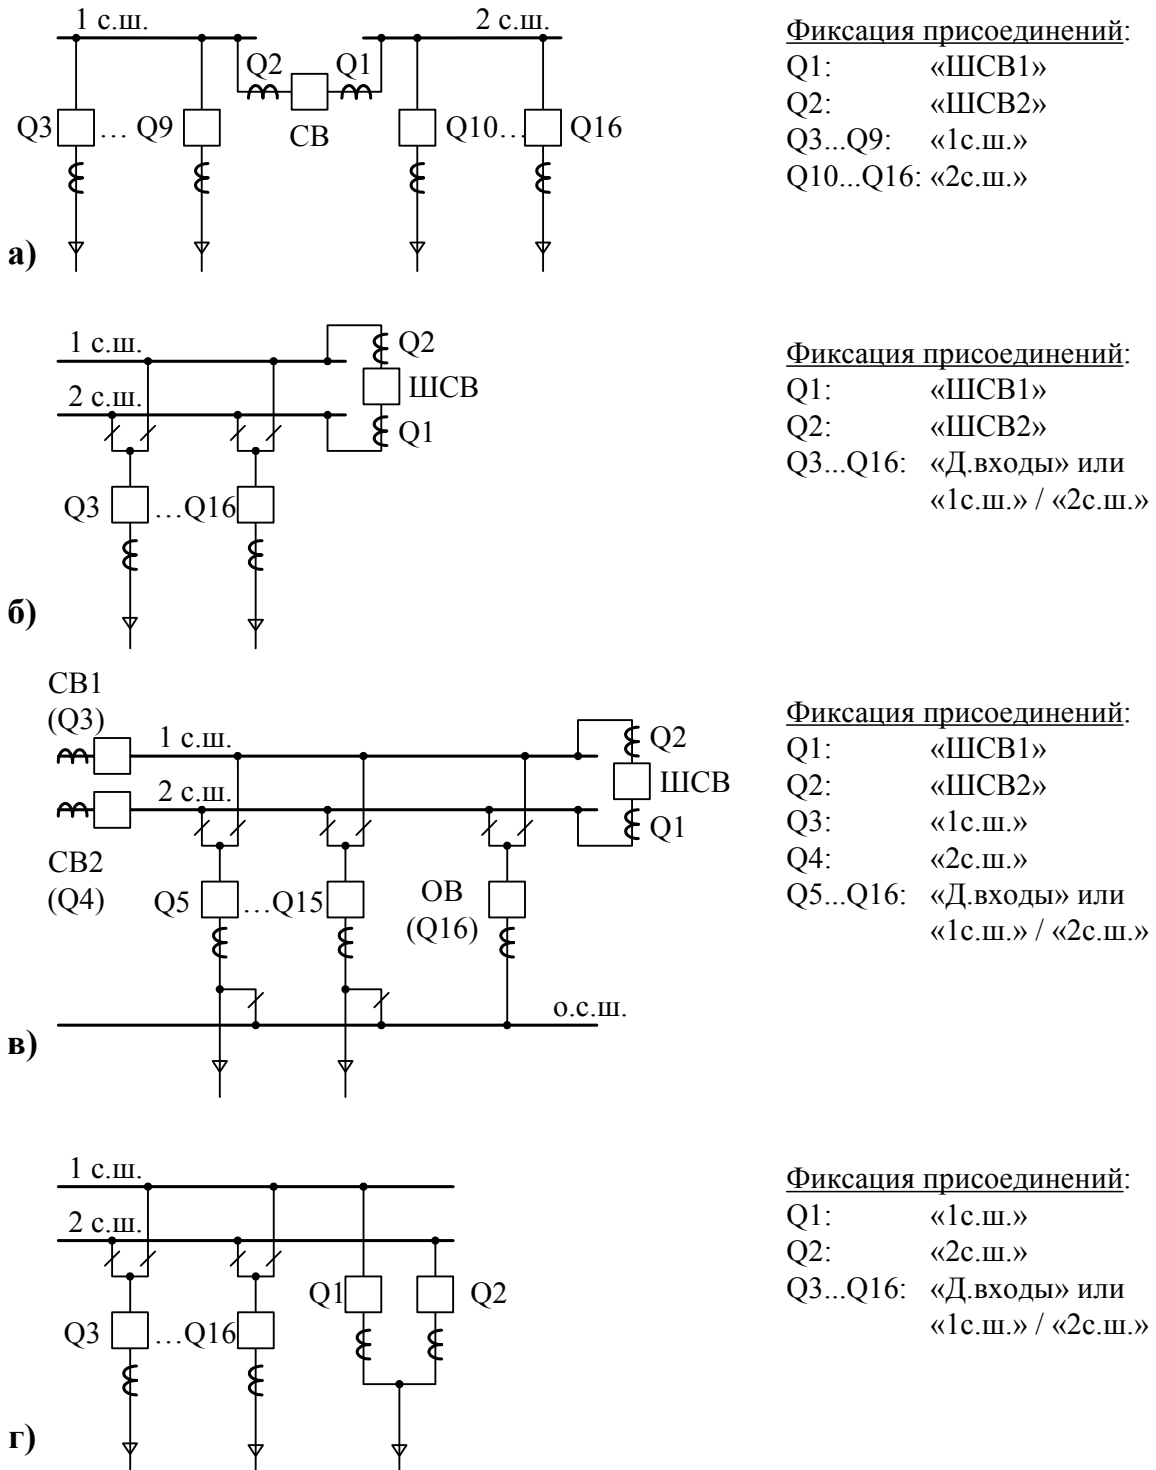 1 с.ш.
2 с.ш.
Q2
Q1
Q3
… Q9
СВ
Q10…
Q16
а)
Фиксация присоединений:
Q1: «ШСВ1»
Q2: «ШСВ2»
Q3...Q9: «1с.ш.»
Q10...Q16: «2с.ш.»
1 с.ш.
Q2
2 с.ш.
ШСВ
Q1
Q3
…Q16
б)
Фиксация присоединений:
Q1: «ШСВ1»
Q2: «ШСВ2»
Q3...Q16: «Д.входы» или
«1с.ш.» / «2с.ш.»
СВ1
(Q3)
1 с.ш.
Q2
ШСВ
2 с.ш.
Q1
СВ2
(Q4)
Q5
…Q15
ОВ
(Q16)
о.с.ш.
в)
Фиксация присоединений:
Q1: «ШСВ1»
Q2: «ШСВ2»
Q3: «1с.ш.»
Q4: «2с.ш.»
Q5...Q16: «Д.входы» или
«1с.ш.» / «2с.ш.»
1 с.ш.
2 с.ш.
Q1
Q2
Q3
…Q16
г)
Фиксация присоединений:
Q1: «1с.ш.»
Q2: «2с.ш.»
Q3...Q16: «Д.входы» или
«1с.ш.» / «2с.ш.»